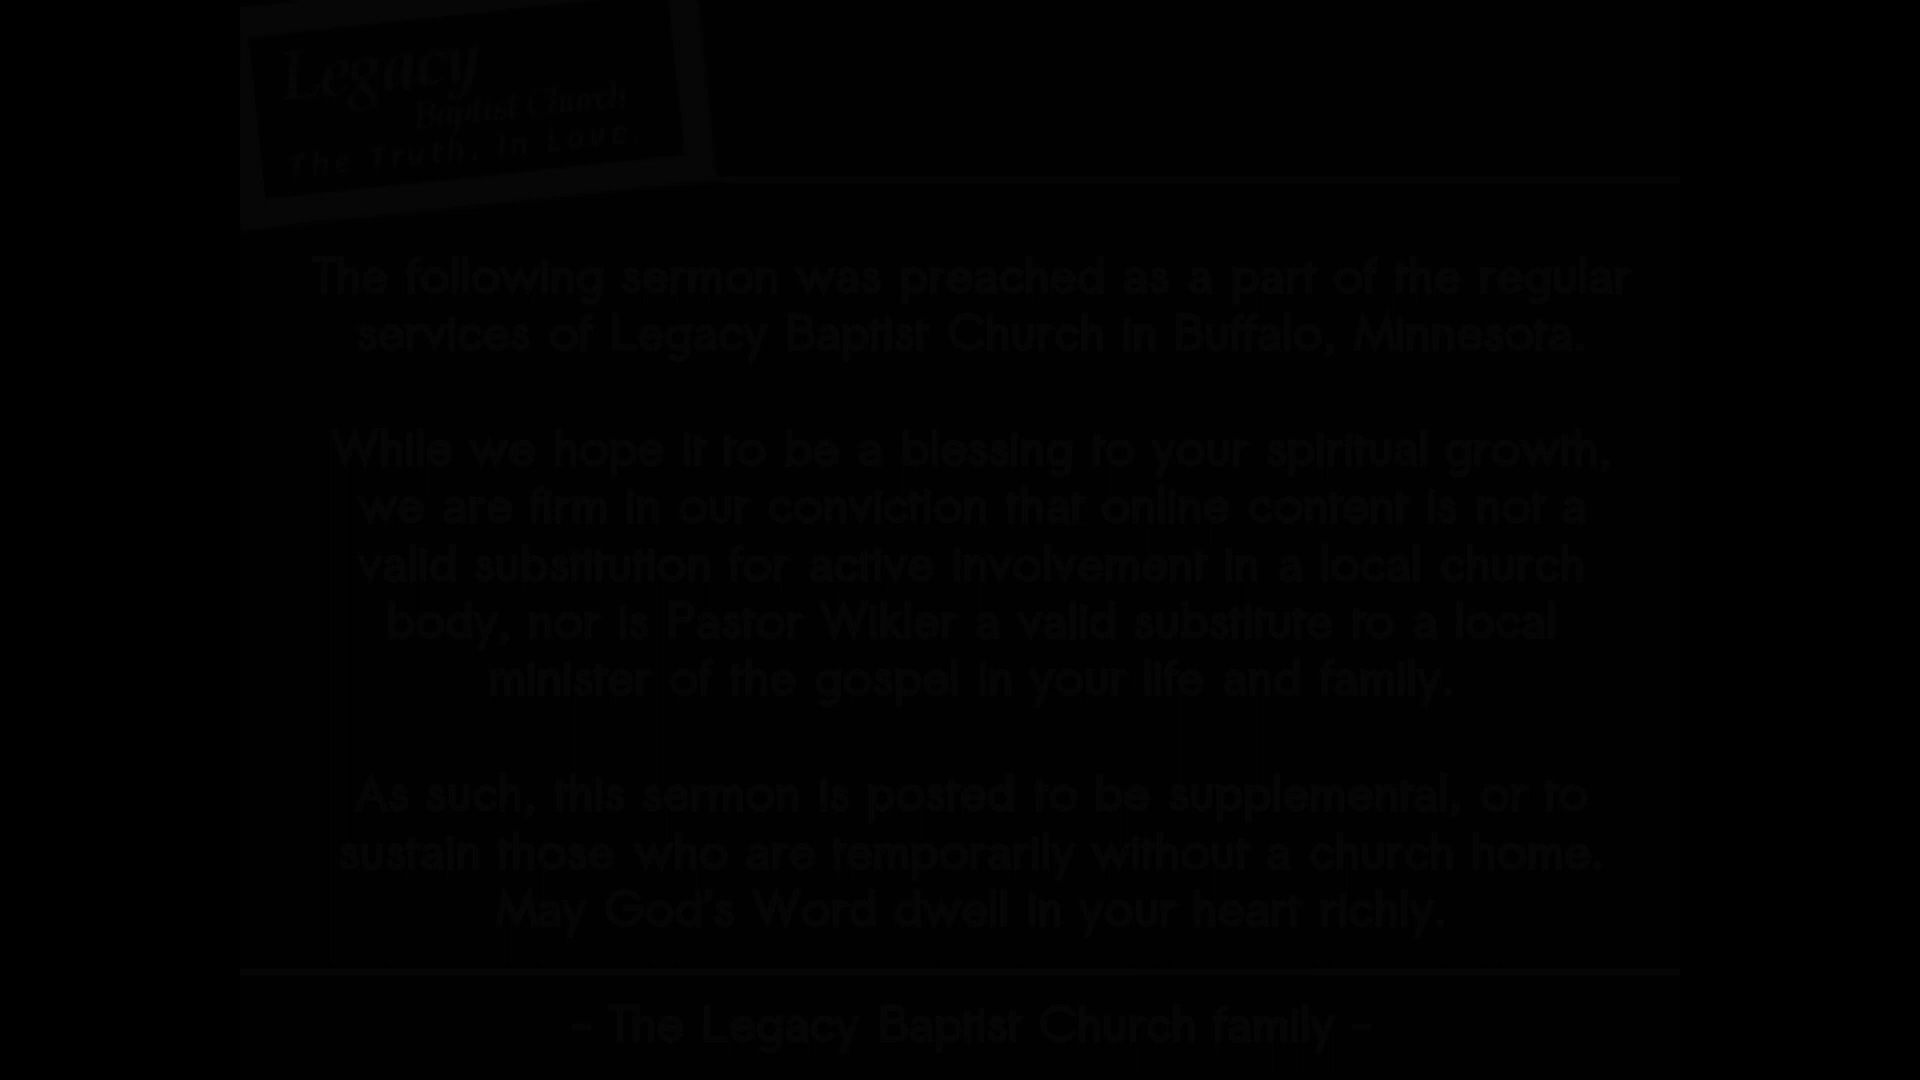 Legacy
Baptist Church
The Truth. In Love.
The following sermon was preached as a part of the regular
services of Legacy Baptist Church in Buffalo, Minnesota.
While we hope it to be a blessing to your spiritual growth,
we are firm in our conviction that online content is not a
valid substitution for active involvement in a local church
body, nor is Pastor Wikler a valid substitute to a local
minister of the gospel in your life and family.
As such, this sermon is posted to be supplemental, or to
sustain those who are temporarily without a church home.
May God's Word dwell in your heart richly.
- The Legacy Baptist Church family -